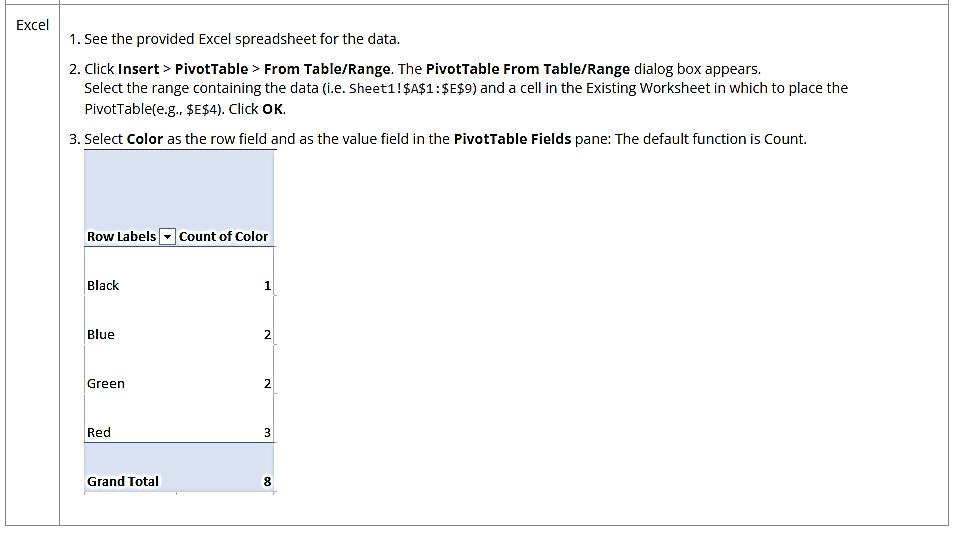 Excel
1. See the provided Excel spreadsheet for the data.
2. Click Insert > PivotTable > From Table/Range. The PivotTable From Table/Range dialog box appears.
Select the range containing the data (i.e. Sheet1!$A$1:$E$9) and a cell in the Existing Worksheet in which to place the
PivotTable(e.g., $E$4). Click OK.
3. Select Color as the row field and as the value field in the PivotTable Fields pane: The default function is Count.
Row Labels Count of Color
Black 1
Blue 2
Green 2
Red 3
Grand Total 8